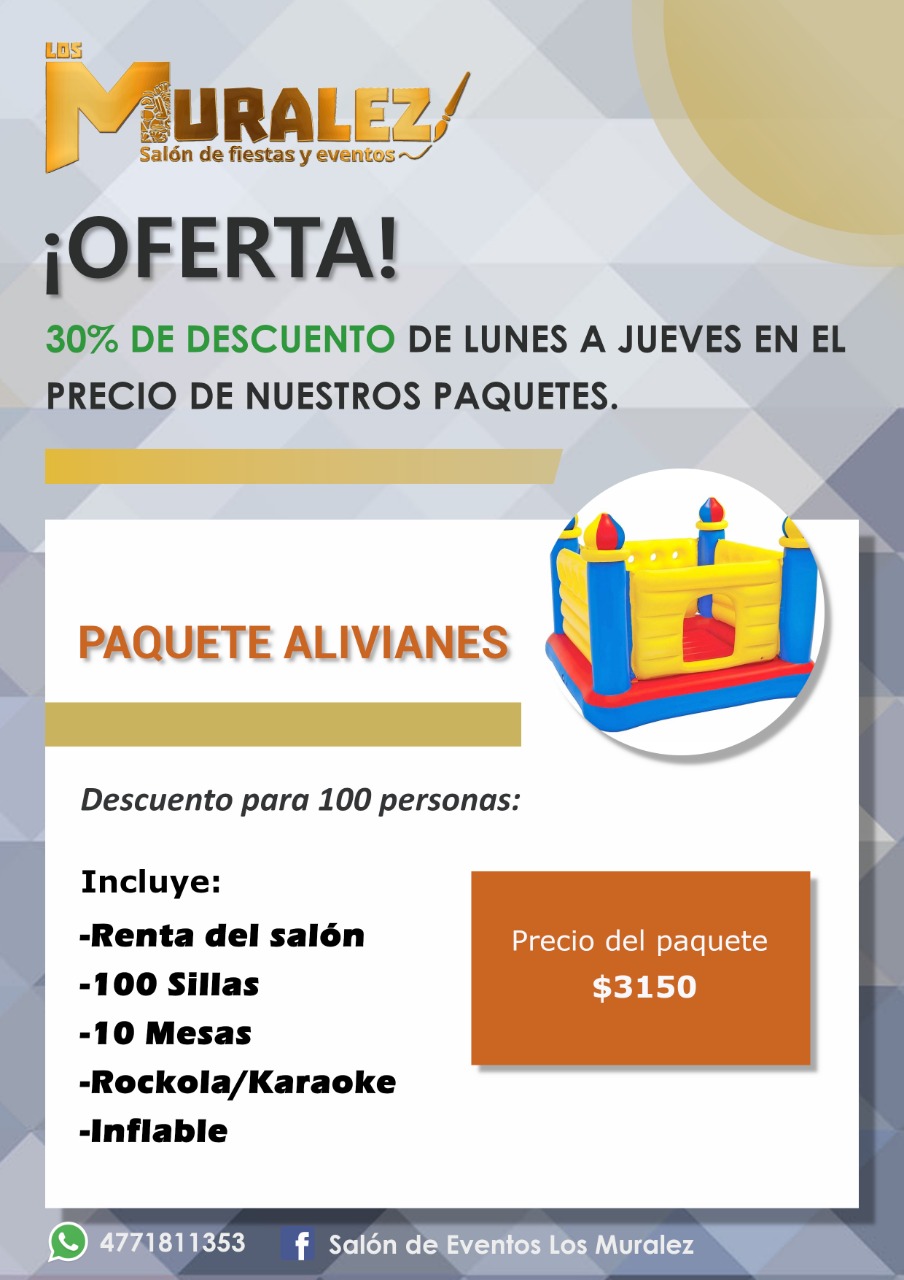 LOS
MURALEZ
Salón de fiestas y eventos
¡OFERTA!
30% DE DESCUENTO DE LUNES A JUEVES EN EL
PRECIO DE NUESTROS PAQUETES.
PAQUETE ALIVIANES
Descuento para 100 personas:
Incluye:
-Renta del salón
-100 Sillas
-10 Mesas
-Rockola/Karaoke
-Inflable
Precio del paquete
$3150
4771811353
Salón de Eventos Los Muralez